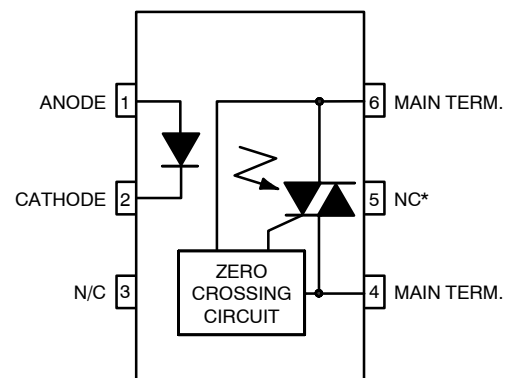 ANODE 1
6 MAIN TERM.
CATHODE 2
5 NC*
N/C 3
4 MAIN TERM.
ZERO
CROSSING
CIRCUIT